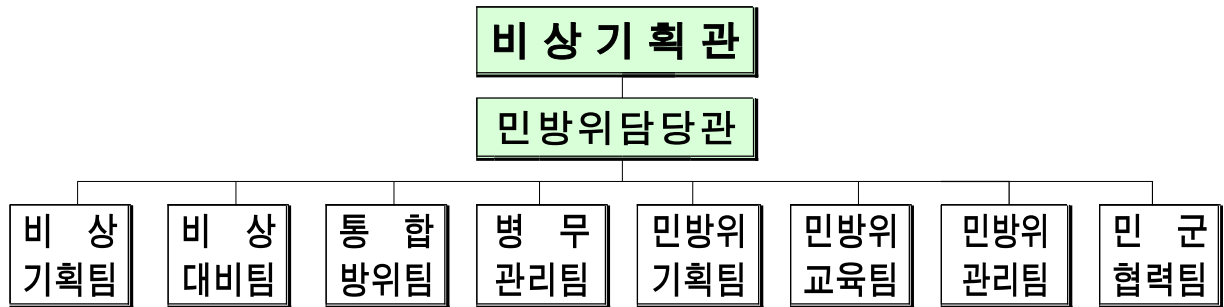 비상기획관
민방위담당관
비 상
기획팀
비 상
대비팀
통 합
방위팀
병 무
관리팀
민방위
기획팀
민방위
교육팀
민방위
관리팀
민 군
협력팀